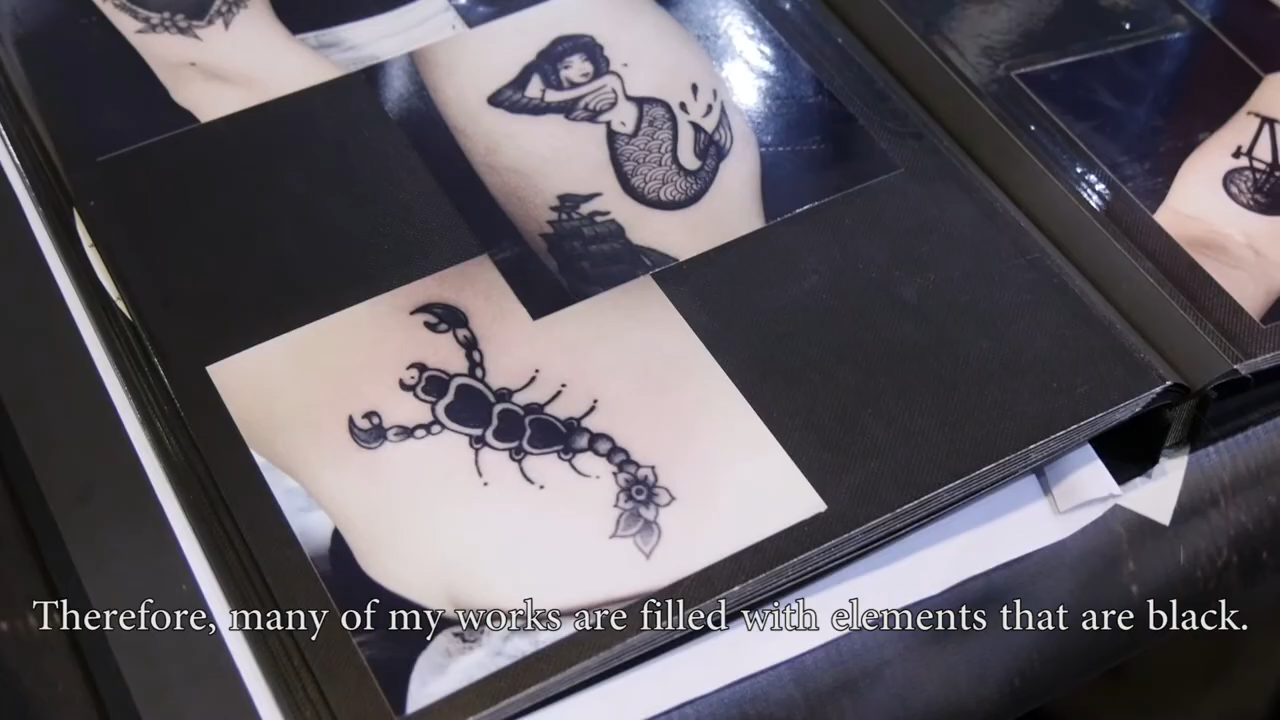 Therefore, many of my works are filled with elements that are black.